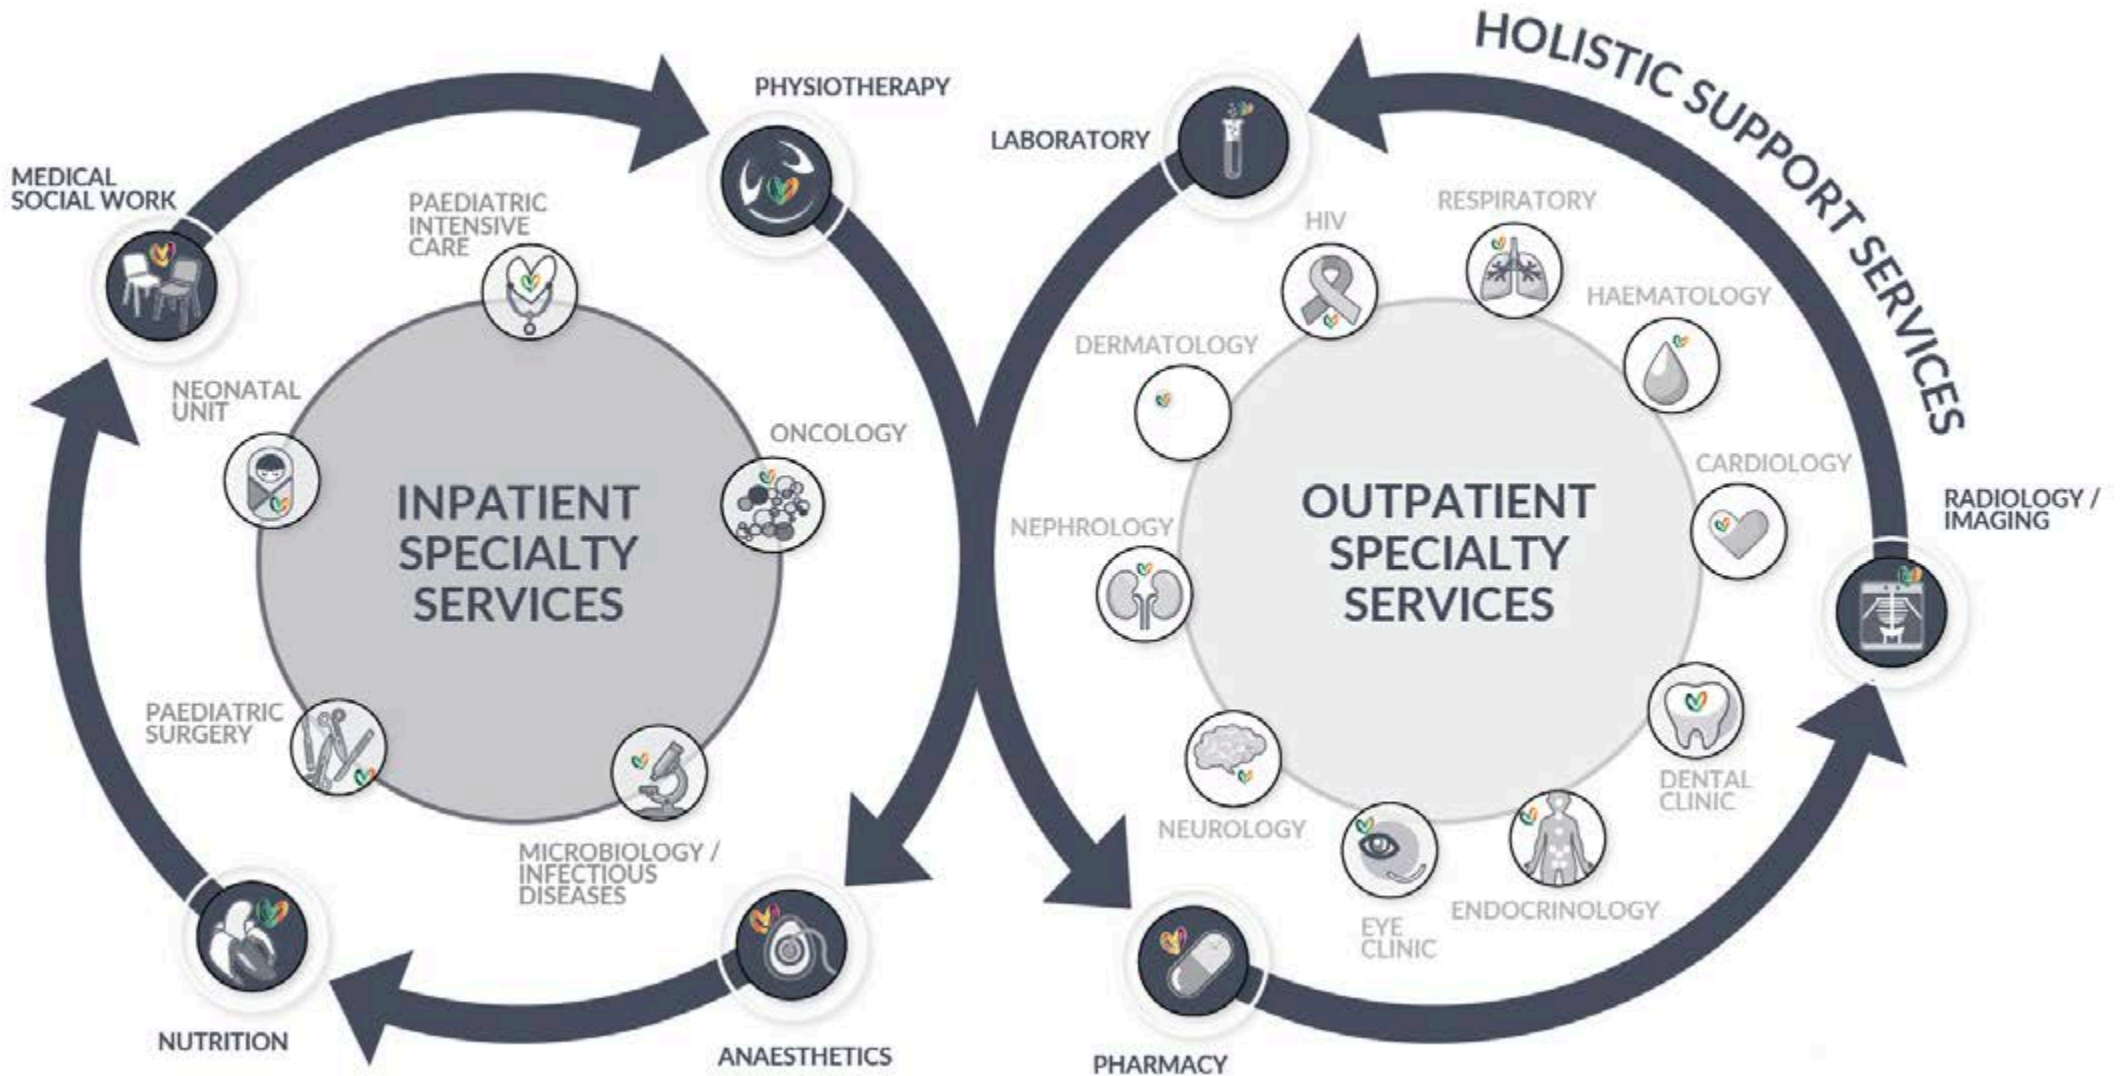 HOLISTIC SUPPORT SERVICES
PHYSIOTHERAPY
LABORATORY
MEDICAL
SOCIAL WORK
PAEDIATRIC
INTENSIVE
CARE
NEONATAL
UNIT
ONCOLOGY
INPATIENT
SPECIALTY
SERVICES
PAEDIATRIC
SURGERY
MICROBIOLOGY /
INFECTIOUS
DISEASES
NUTRITION
ANAESTHETICS
HIV
RESPIRATORY
HAEMATOLOGY
DERMATOLOGY
CARDIOLOGY
RADIOLOGY /
IMAGING
NEPHROLOGY
OUTPATIENT
SPECIALTY
SERVICES
DENTAL
CLINIC
NEUROLOGY
ENDOCRINOLOGY
EYE
CLINIC
PHARMACY